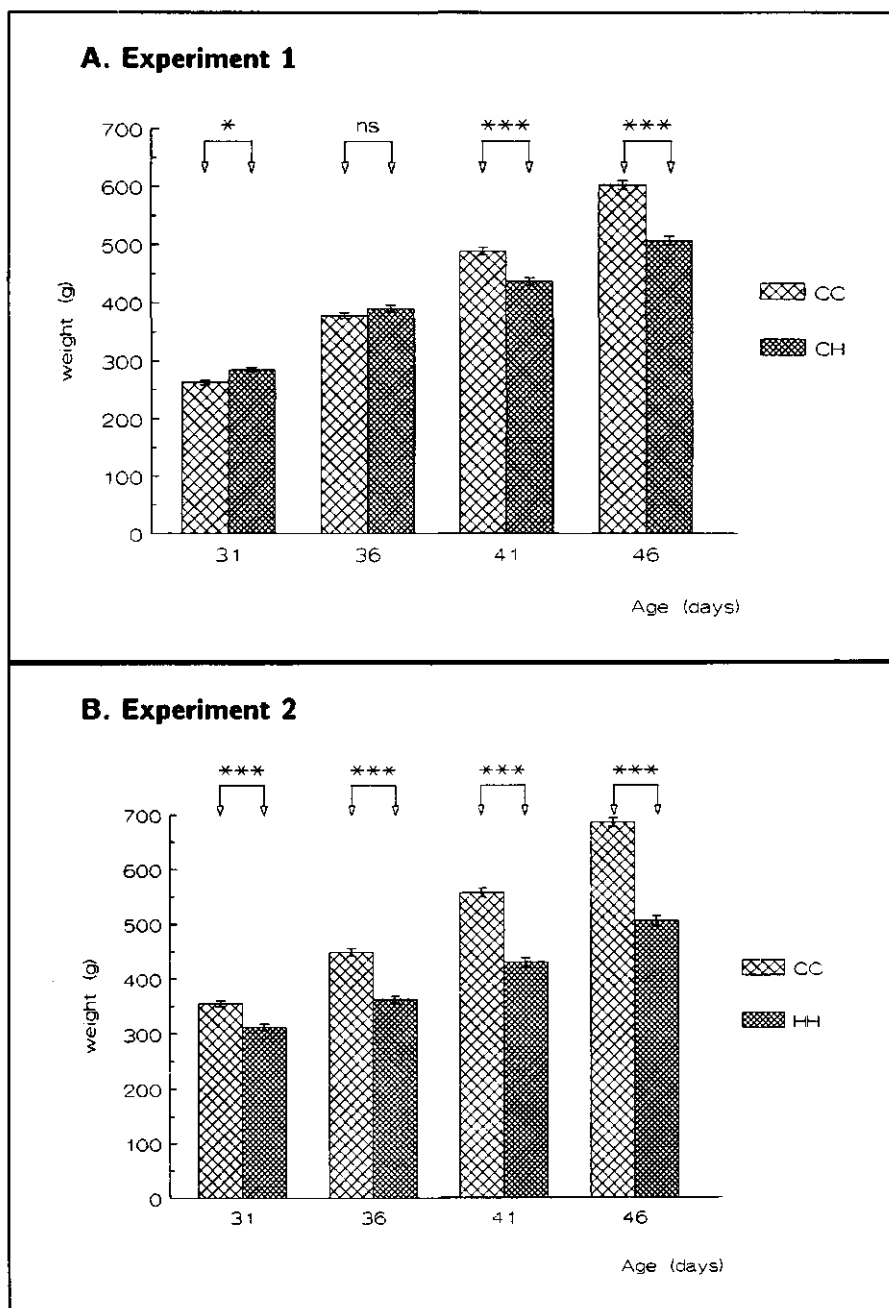 A. Experiment 1
* ns *** ***
700
600
500
400
300
200
100
0
weight (g)
31 36 41 46
Age (days)
CC
CH
B. Experiment 2
*** *** *** ***
700
600
500
400
300
200
100
0
weight (g)
31 36 41 46
Age (days)
CC
HH